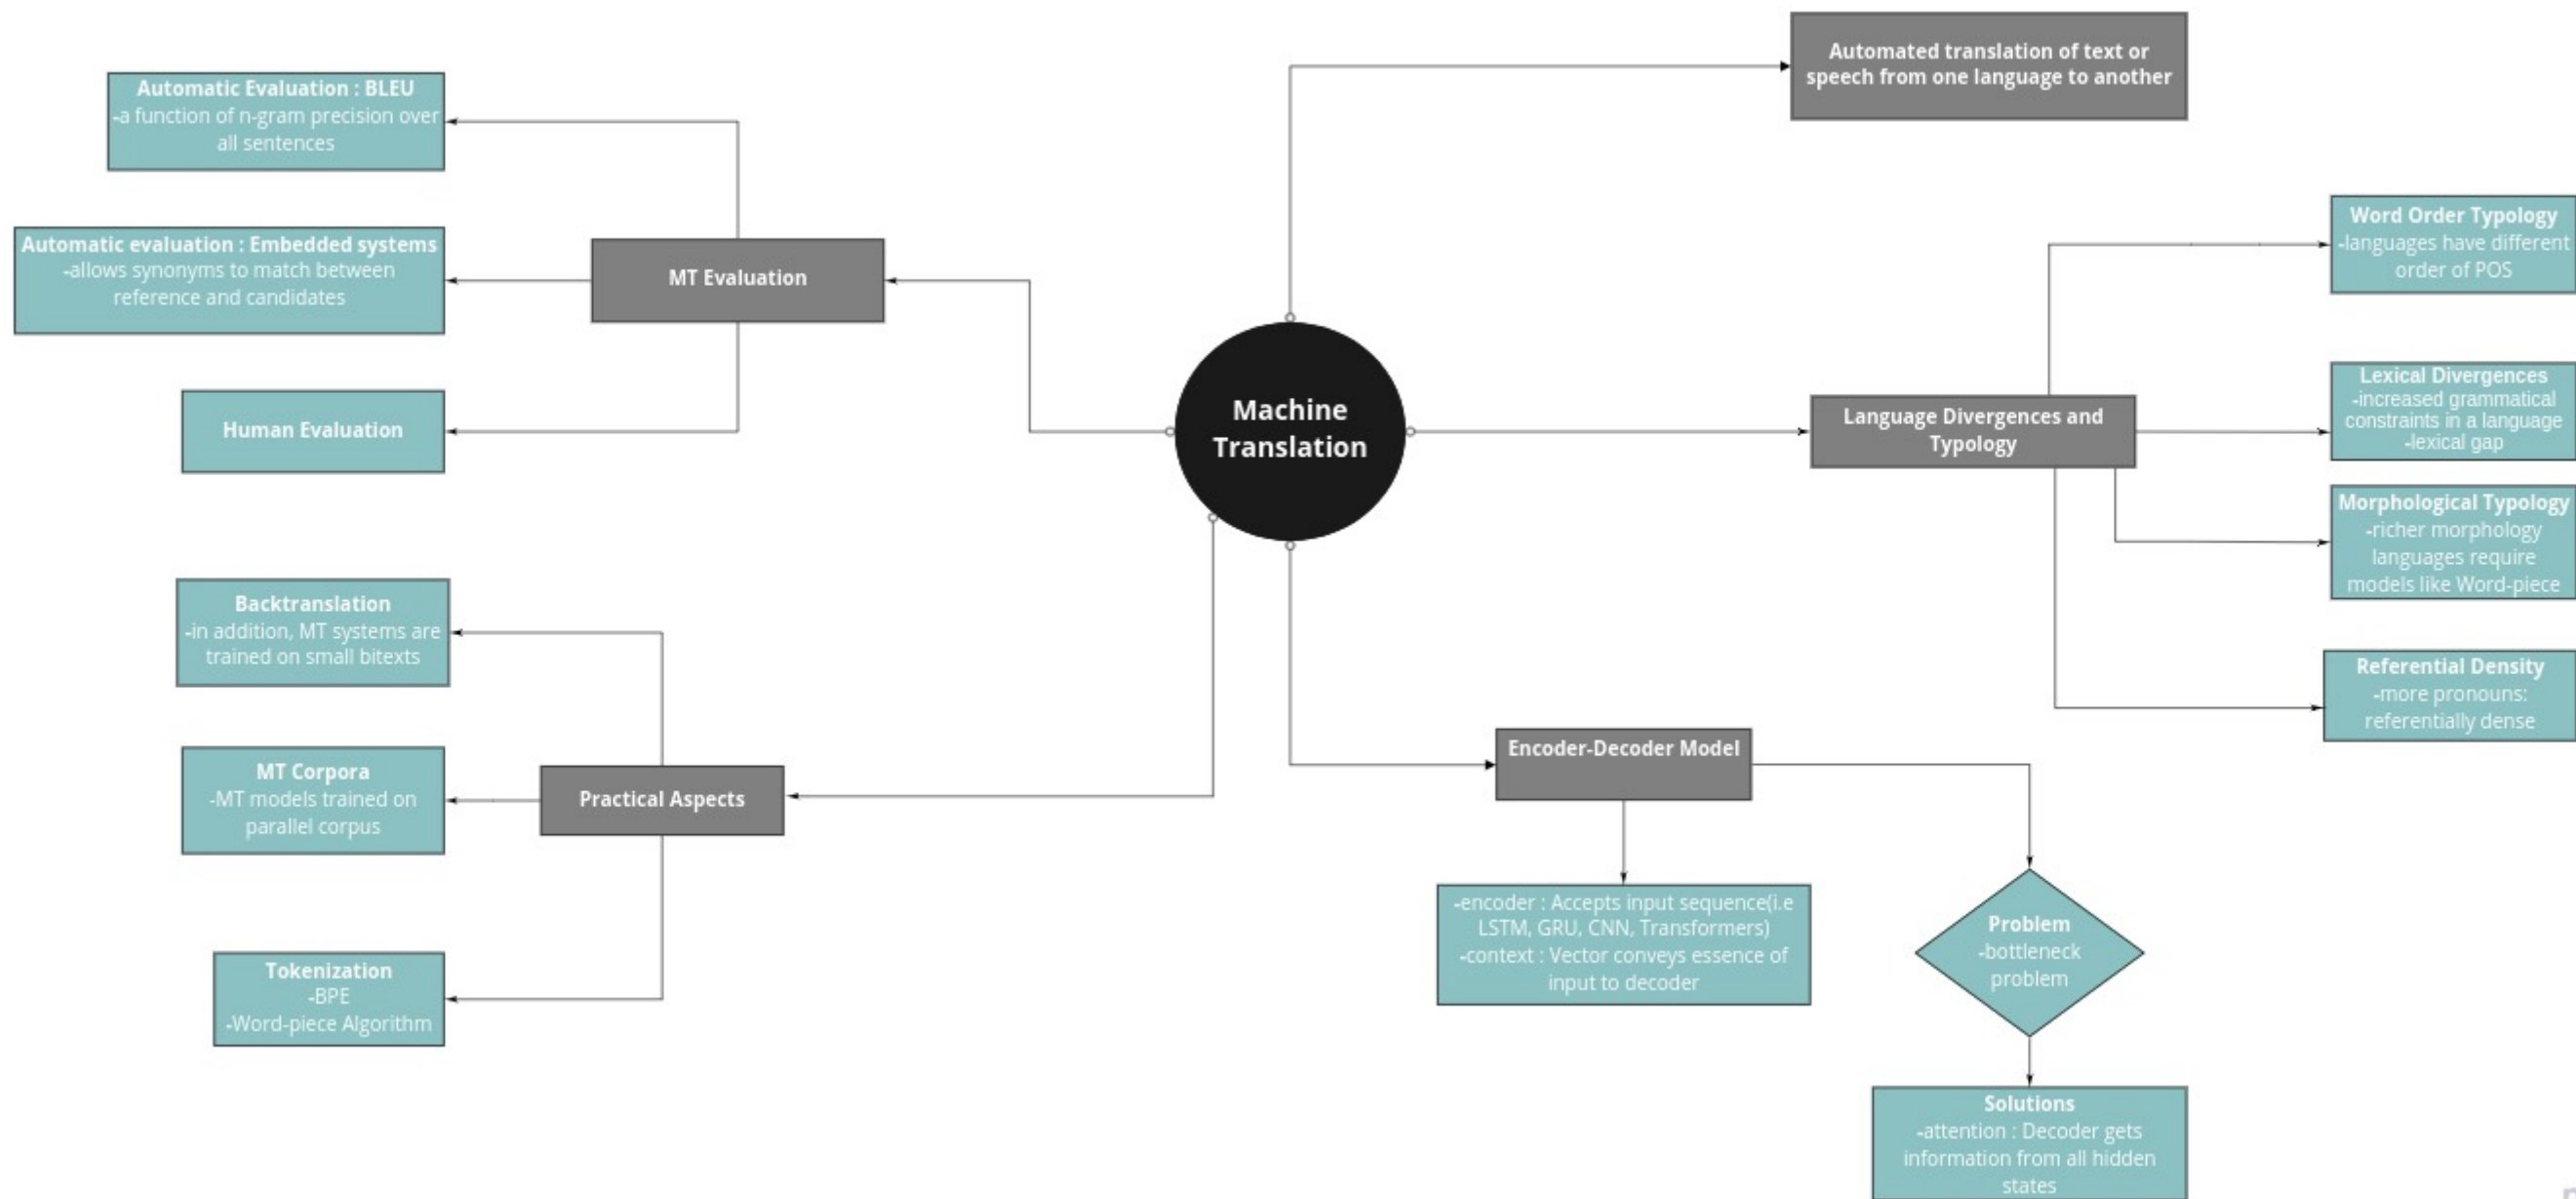 Automated translation of text or
speech from one language to another
Automatic Evaluation : BLEU
-a function of n-gram precision over
all sentences
Automatic evaluation : Embedded systems
-allows synonyms to match between
reference and candidates
MT Evaluation
Human Evaluation
Machine
Translation
Word Order Typology
-languages have different
order of POS
Lexical Divergences
-increased grammatical
constraints in a language
-lexical gap
Language Divergences and
Typology
Morphological Typology
-richer morphology
languages require
models like Word-piece
Referential Density
-more pronouns:
referentially dense
Backtranslation
-in addition, MT systems are
trained on small bitexts
MT Corpora
-MT models trained on
parallel corpus
Practical Aspects
Tokenization
-BPE
-Word-piece Algorithm
Encoder-Decoder Model
-encoder : Accepts input sequence(i.e
LSTM, GRU, CNN, Transformers)
-context : Vector conveys essence of
input to decoder
Problem
-bottleneck
problem
Solutions
-attention : Decoder gets
information from all hidden
states